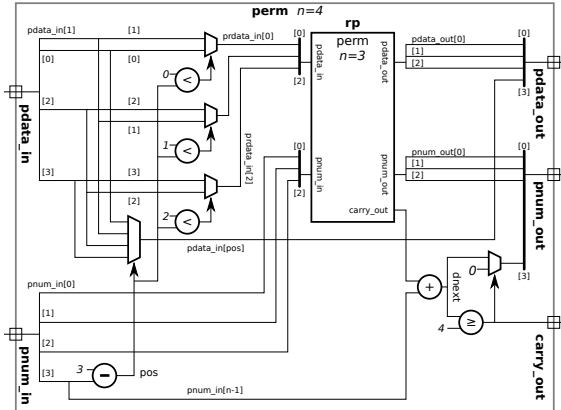 perm n=4
rp
perm
n=3
pdata_in[1]
[1]
[0]
[0]
prdata_in[0]
[0]
[2]
pdata_in
pdata_out
pdata_out[0]
[1]
[2]
[0]
[3]
0
<
pdata_in
pdata_out
[2]
[2]
[1]
1
<
prdata_in[2]
[3]
[3]
[2]
2
<
[0]
[2]
pnum_in
pnum_out
pnum_out[0]
[1]
[2]
[0]
[3]
pnum_out
carry_out
pdata_in[pos]
pnum_in[0]
[1]
[2]
[3]
pnum_in
3
−
pos
+
dnext
0
4
≥
carry_out
pnum_in[n-1]